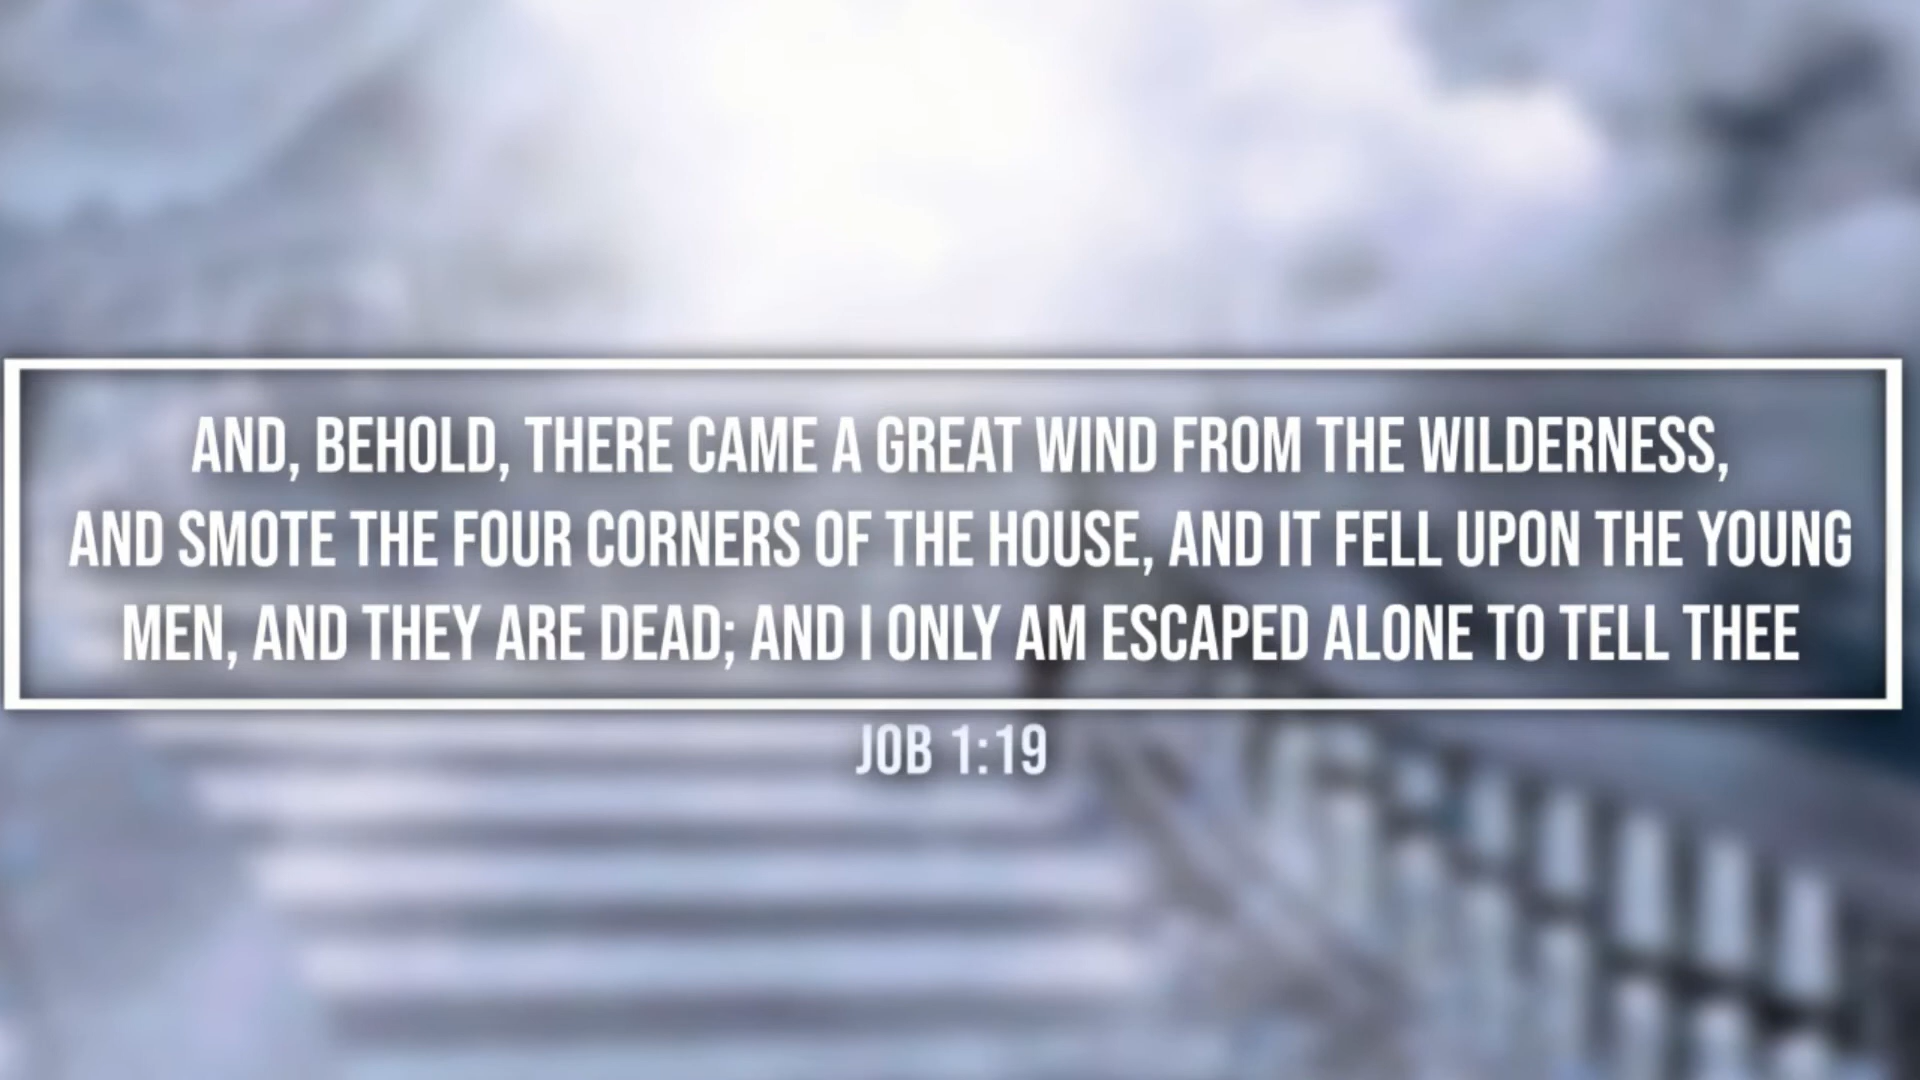 AND, BEHOLD, THERE CAME A GREAT WIND FROM THE WILDERNESS,
AND SMOTE THE FOUR CORNERS OF THE HOUSE, AND IT FELL UPON THE YOUNG
MEN, AND THEY ARE DEAD; AND I ONLY AM ESCAPED ALONE TO TELL THEE
JOB 1:19